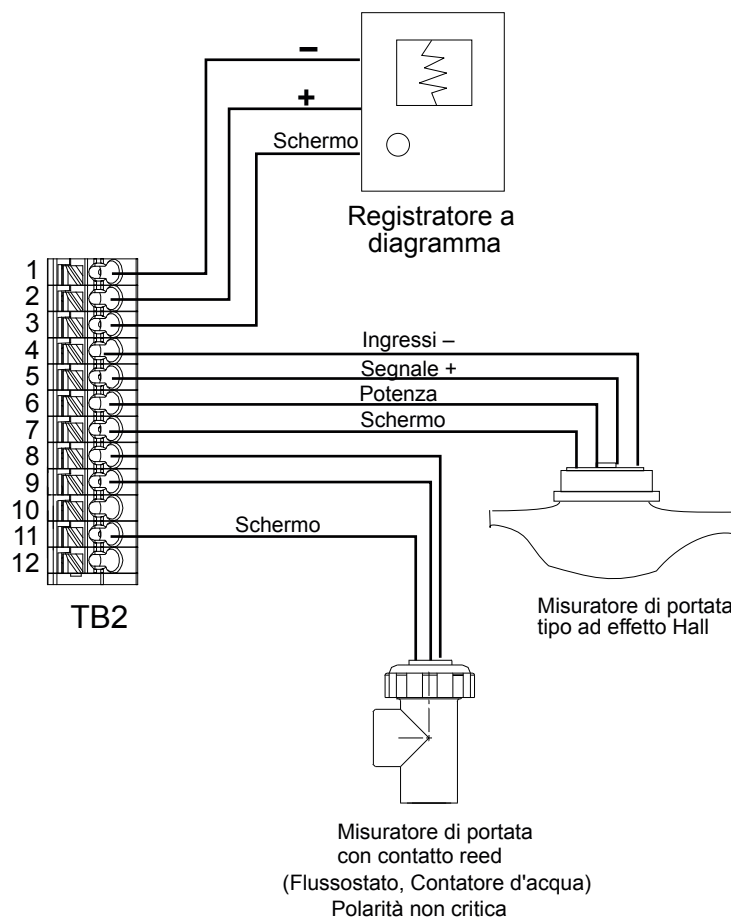 –
+
Schermo
Registratore a
diagramma
1
2
3
4
5
6
7
8
9
10
11
12
TB2
Ingressi –
Segnale +
Potenza
Schermo
Schermo
Misuratore di portata
tipo ad effetto Hall
Misuratore di portata
con contatto reed
(Flussostato, Contatore d'acqua)
Polarità non critica